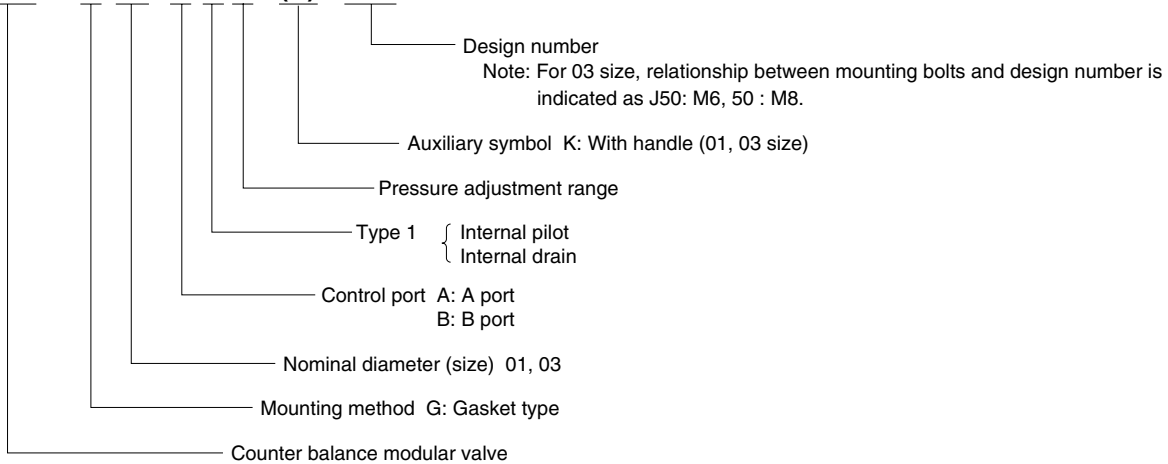 Design number
Note: For 03 size, relationship between mounting bolts and design number is
indicated as J50: M6, 50 : M8.
Auxiliary symbol K: With handle (01, 03 size)
Pressure adjustment range
Type 1 { Internal pilot
Internal drain
Control port A: A port
B: B port
Nominal diameter (size) 01, 03
Mounting method G: Gasket type
Counter balance modular valve